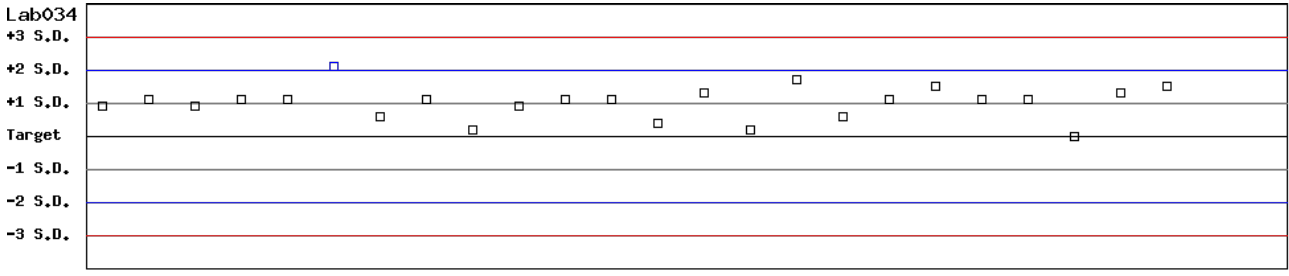 Lab034
+3 S.D.
+2 S.D.
+1 S.D.
Target
-1 S.D.
-2 S.D.
-3 S.D.